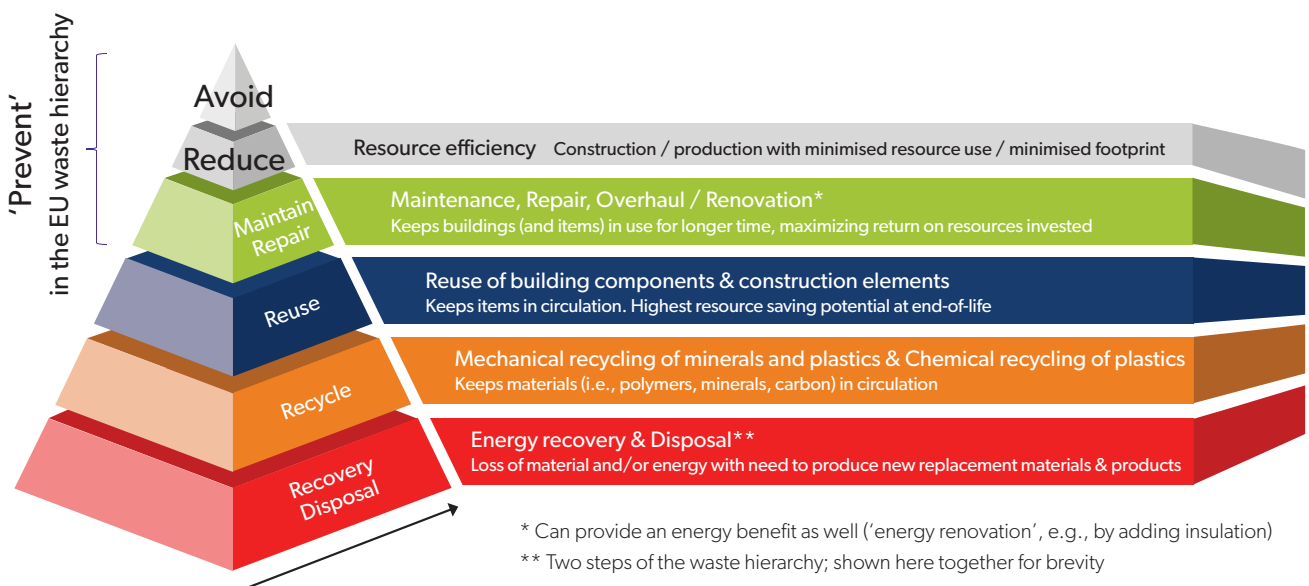 'Prevent'
in the EU waste hierarchy
Avoid
Reduce
Resource efficiency Construction / production with minimised resource use / minimised footprint
Maintain
Repair
Maintenance, Repair, Overhaul / Renovation*
Keeps buildings (and items) in use for longer time, maximizing return on resources invested
Reuse
Reuse of building components & construction elements
Keeps items in circulation. Highest resource saving potential at end-of-life
Recycle
Mechanical recycling of minerals and plastics & Chemical recycling of plastics
Keeps materials (i.e., polymers, minerals, carbon) in circulation
Recovery
Disposal
Energy recovery & Disposal**
Loss of material and/or energy with need to produce new replacement materials & products
* Can provide an energy benefit as well ('energy renovation', e.g., by adding insulation)
** Two steps of the waste hierarchy; shown here together for brevity